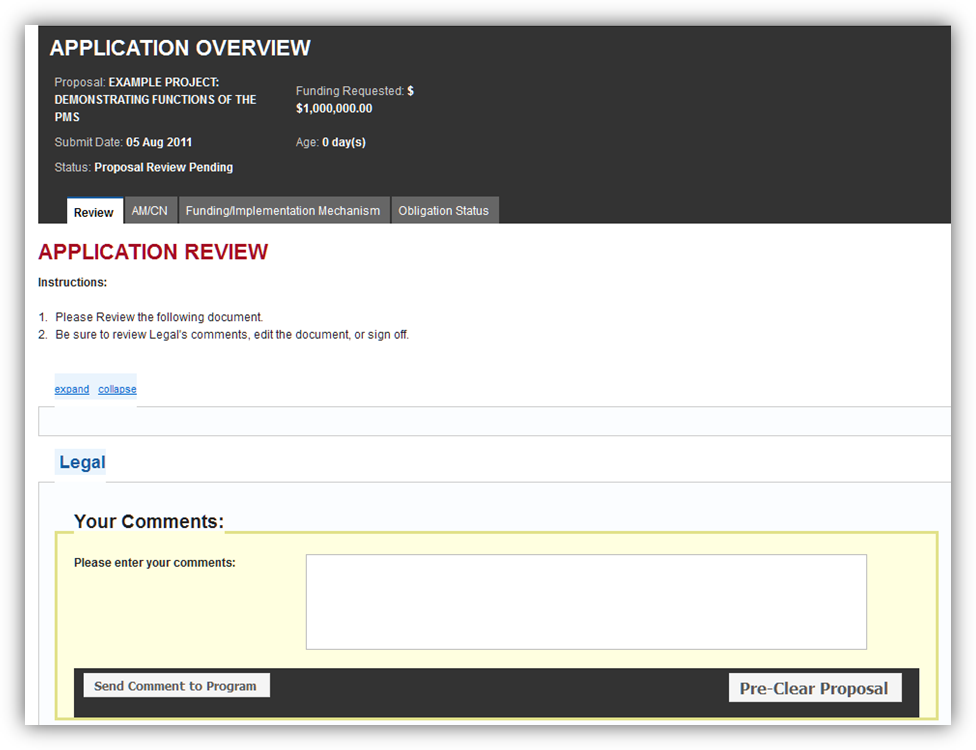 APPLICATION OVERVIEW
Proposal: EXAMPLE PROJECT:
DEMONSTRATING FUNCTIONS OF THE
PMS
Funding Requested: $
$1,000,000.00
Submit Date: 05 Aug 2011
Age: 0 day(s)
Status: Proposal Review Pending
Review AM/CN Funding/Implementation Mechanism Obligation Status
APPLICATION REVIEW
Instructions:
1. Please Review the following document.
2. Be sure to review Legal's comments, edit the document, or sign off.
expand collapse
Legal
Your Comments:
Please enter your comments:
Send Comment to Program
Pre-Clear Proposal